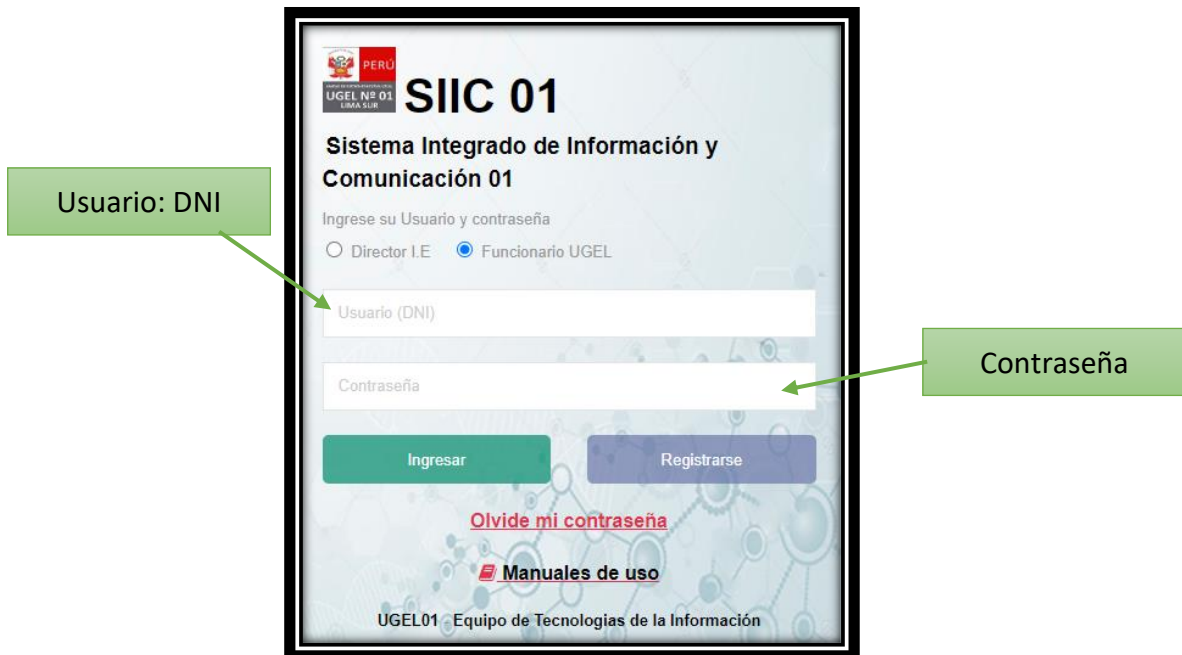 PERÚ
UGEL Nº 01
LIMA SUR
SIIC 01
Sistema Integrado de Información y
Comunicación 01
Usuario: DNI
Ingrese su Usuario y contraseña
Director I.E
Funcionario UGEL
Usuario (DNI)
Contraseña
Contraseña
Ingresar
Registrarse
Olvide mi contraseña
Manuales de uso
UGEL01 - Equipo de Tecnologias de la Información